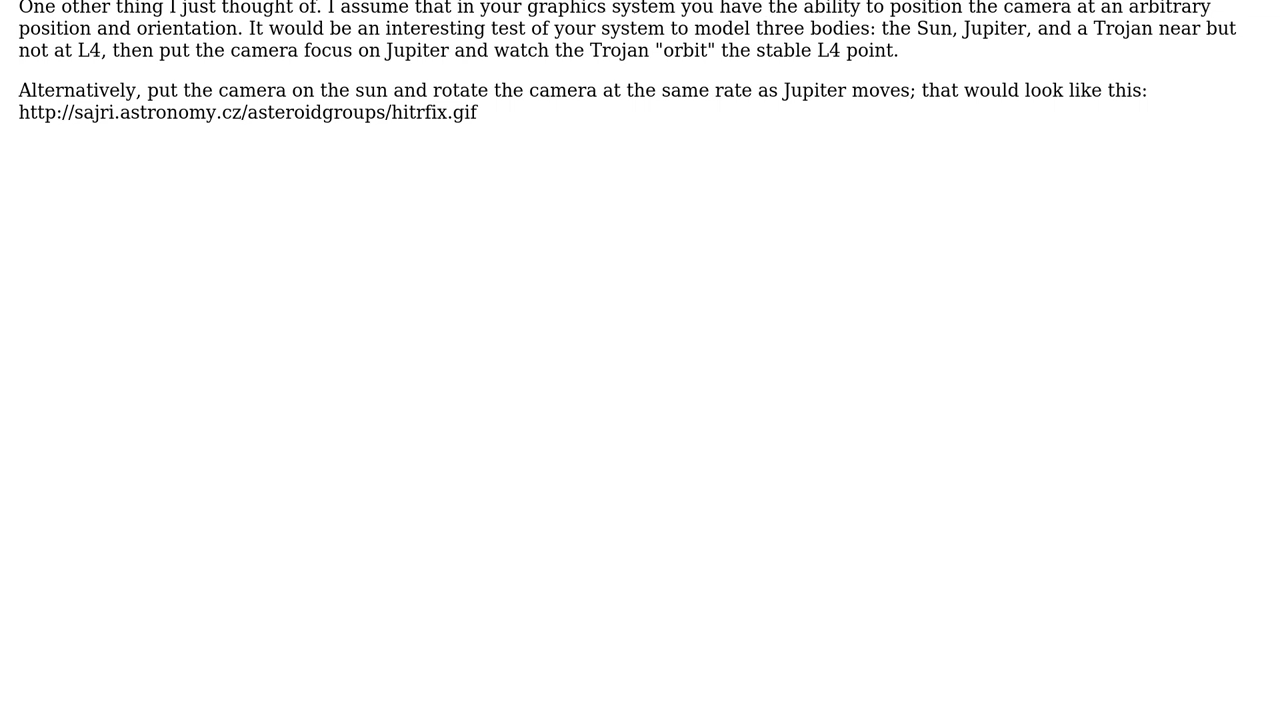 One other thing I just thought of. I assume that in your graphics system you have the ability to position the camera at an arbitrary
position and orientation. It would be an interesting test of your system to model three bodies: the Sun, Jupiter, and a Trojan near but
not at L4, then put the camera focus on Jupiter and watch the Trojan "orbit" the stable L4 point.
Alternatively, put the camera on the sun and rotate the camera at the same rate as Jupiter moves; that would look like this:
http://sajri.astronomy.cz/asteroidgroups/hitrfix.gif